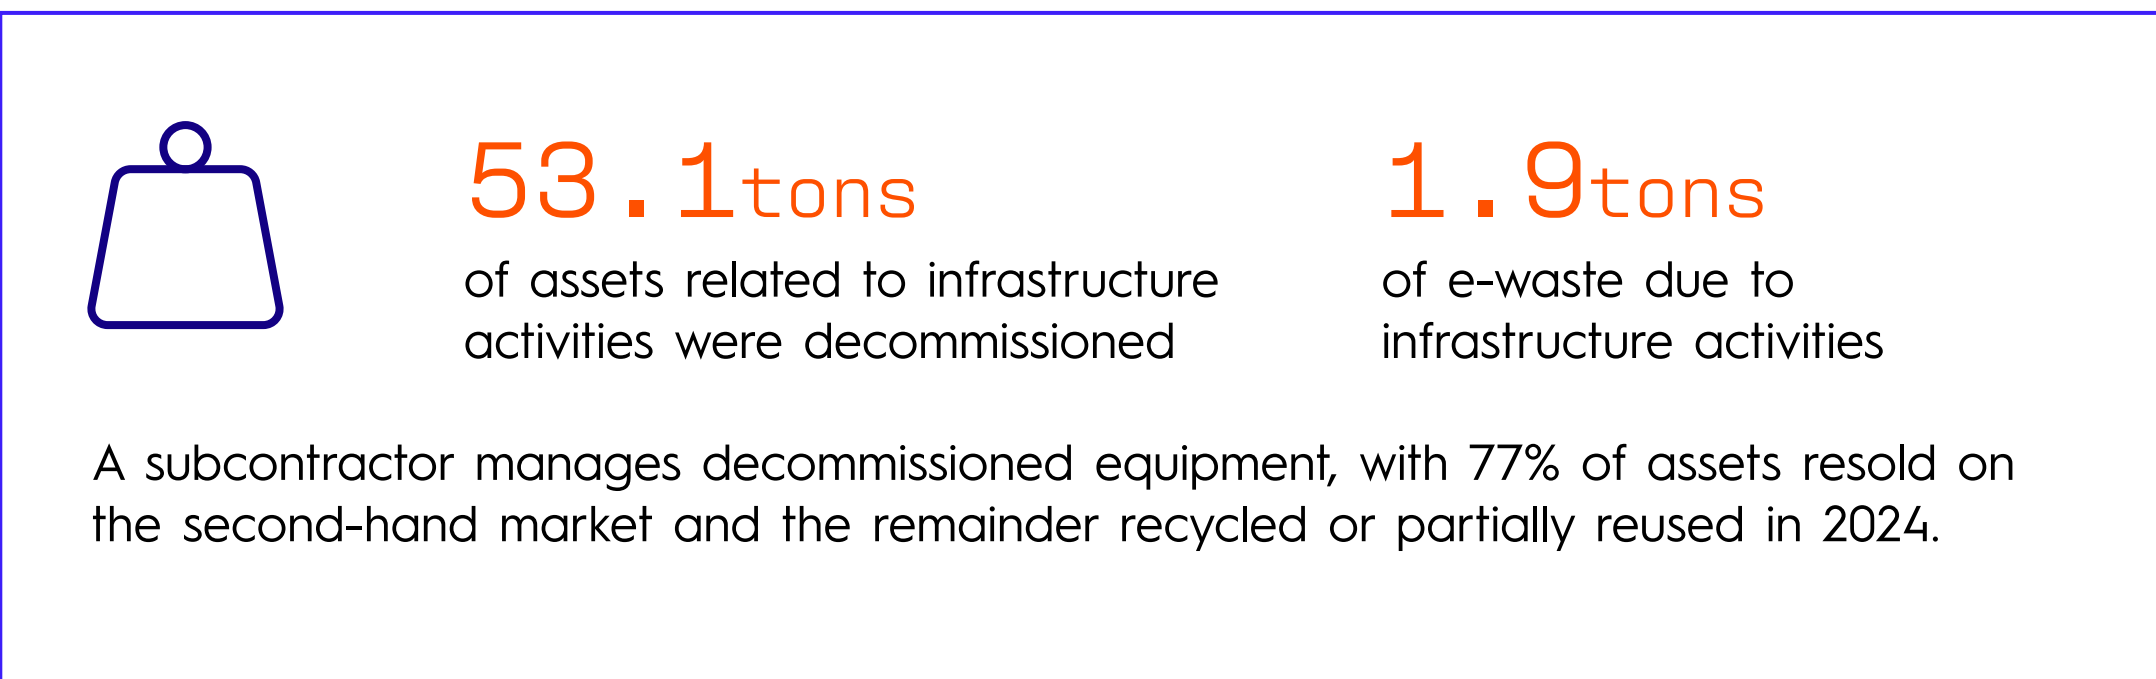 53.1tons
of assets related to infrastructure
activities were decommissioned
1.9tons
of e-waste due to
infrastructure activities
A subcontractor manages decommissioned equipment, with 77% of assets resold on
the second-hand market and the remainder recycled or partially reused in 2024.